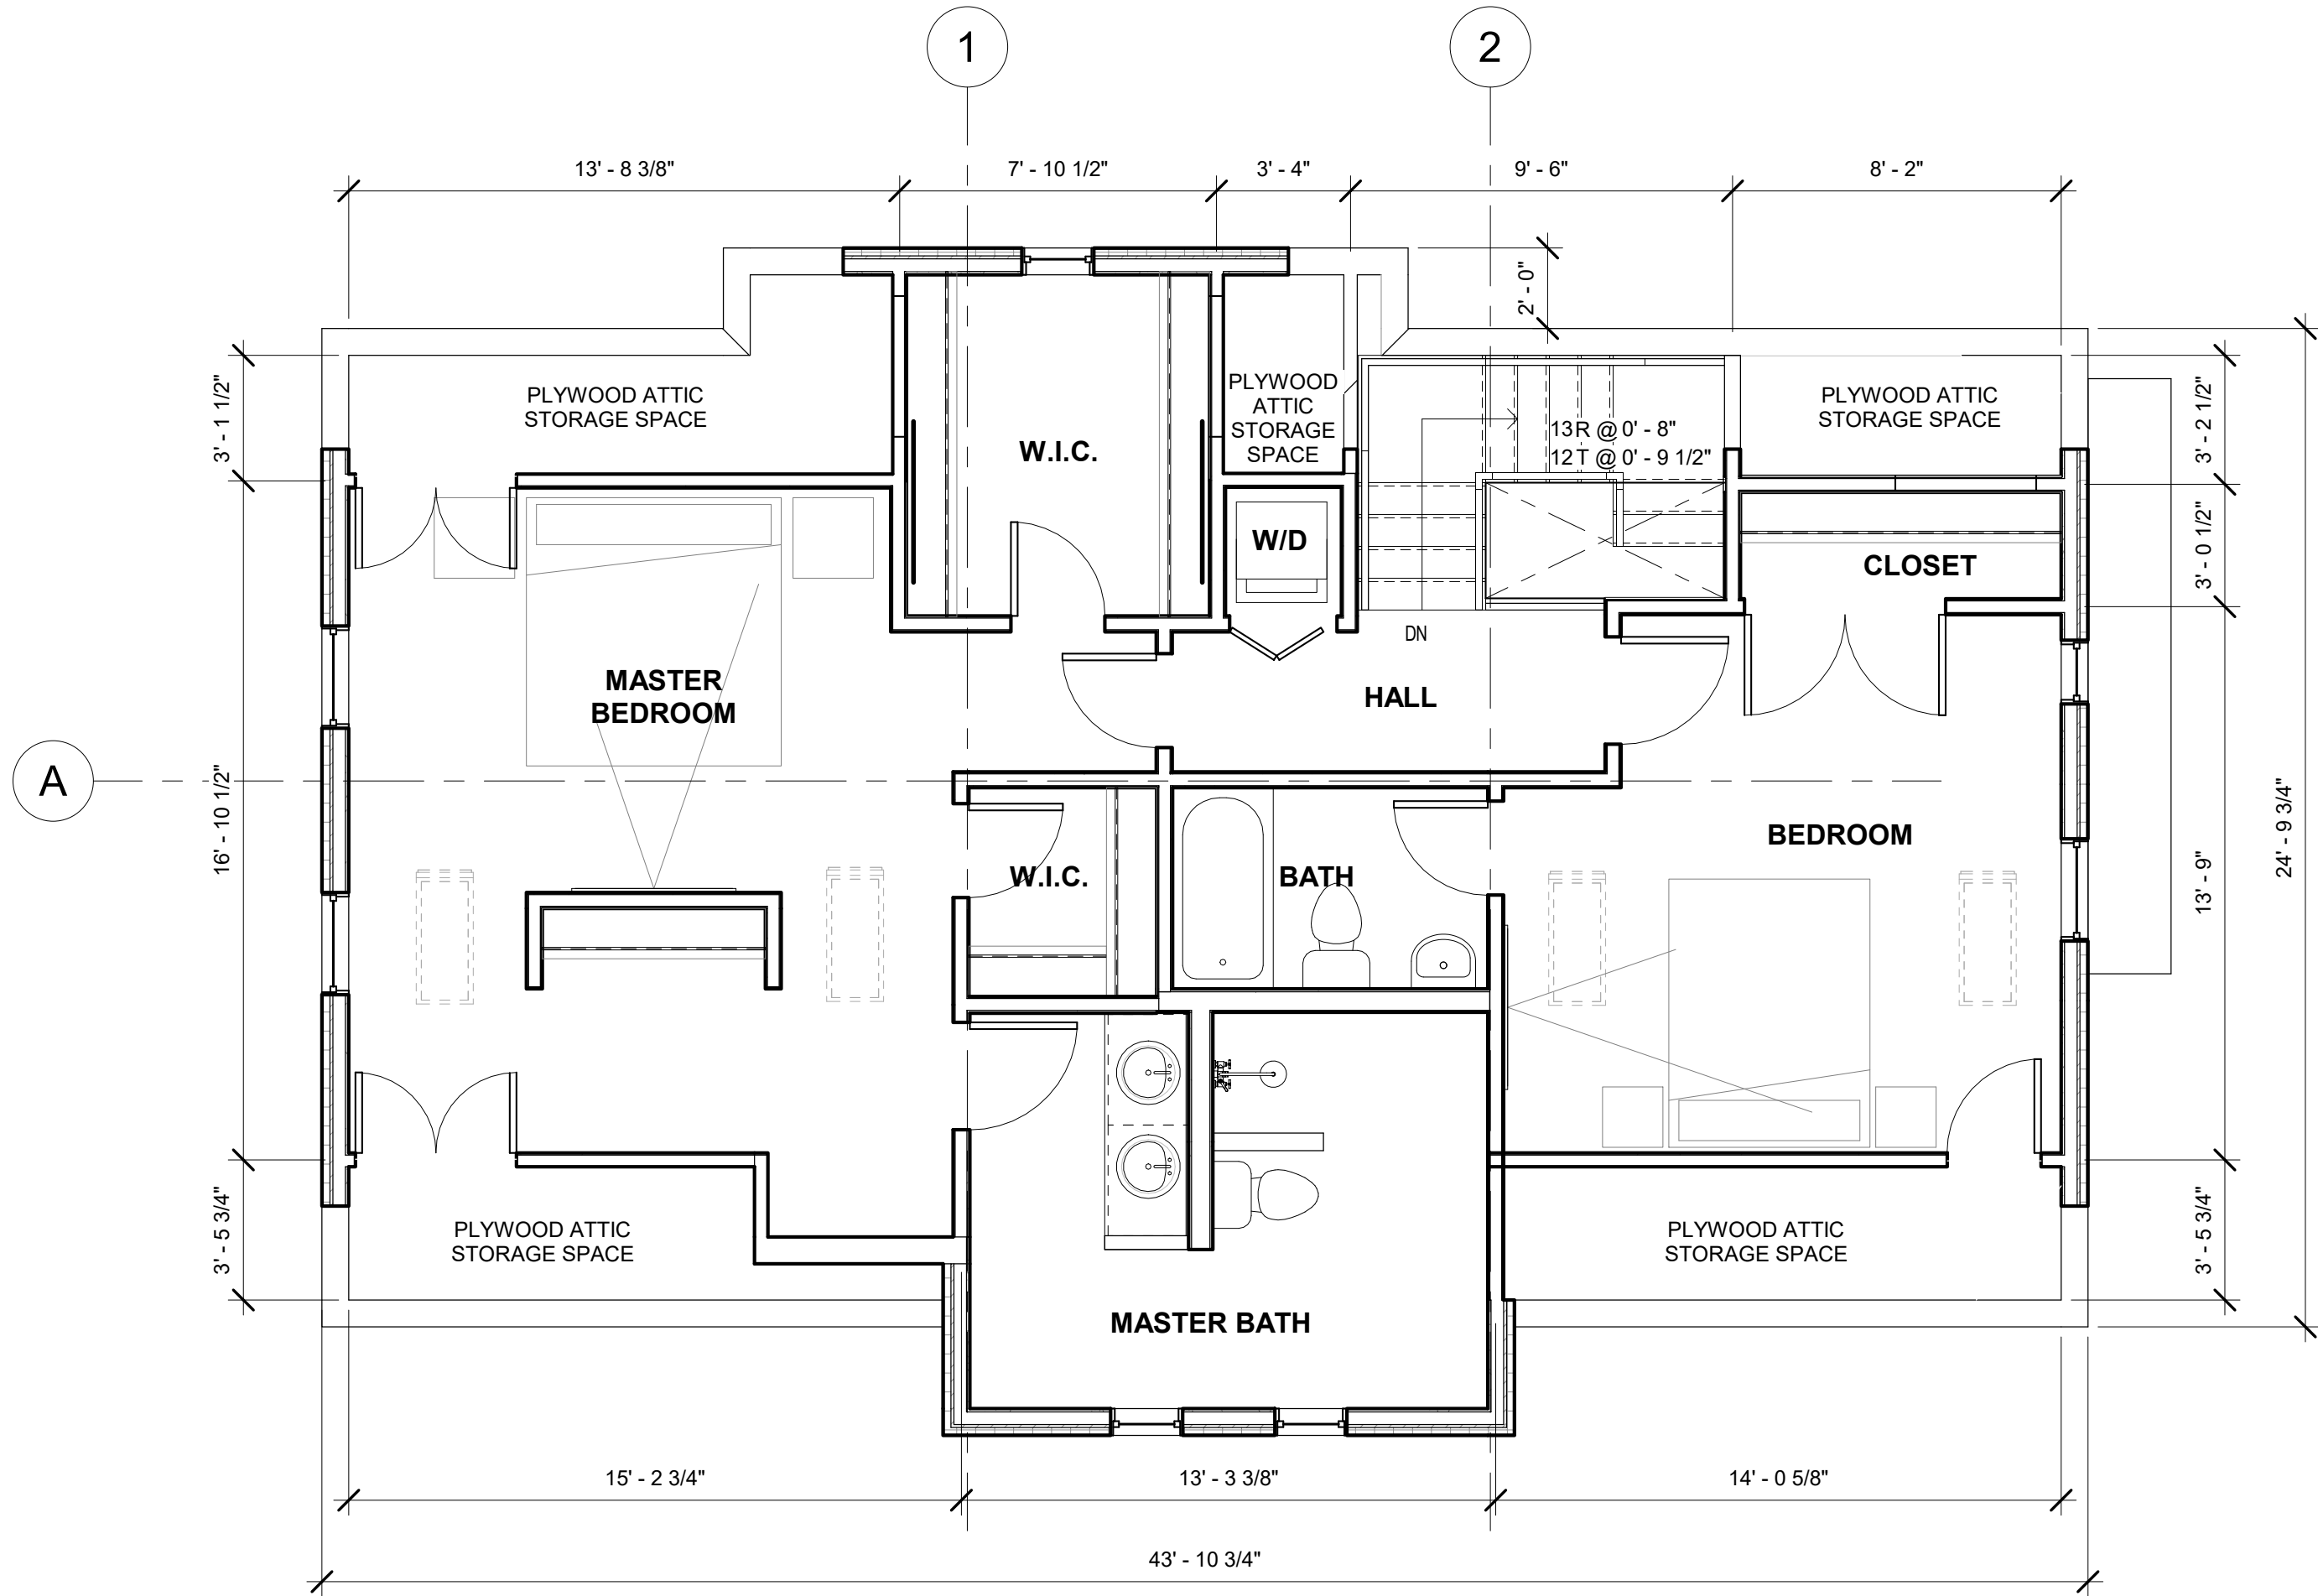 1
2
13' - 8 3/8"
7' - 10 1/2"
3' - 4"
9' - 6"
8' - 2"
2' - 0"
3' - 1 1/2"
PLYWOOD ATTIC
STORAGE SPACE
W.I.C.
PLYWOOD
ATTIC
STORAGE
SPACE
13R @ 0' - 8"
12T @ 0' - 9 1/2"
PLYWOOD ATTIC
STORAGE SPACE
3' - 2 1/2"
W/D
CLOSET
3' - 0 1/2"
DN
MASTER
BEDROOM
HALL
A
16' - 10 1/2"
W.I.C.
BATH
BEDROOM
13' - 9"
24' - 9 3/4"
3' - 5 3/4"
PLYWOOD ATTIC
STORAGE SPACE
MASTER BATH
PLYWOOD ATTIC
STORAGE SPACE
3' - 5 3/4"
15' - 2 3/4"
13' - 3 3/8"
14' - 0 5/8"
43' - 10 3/4"